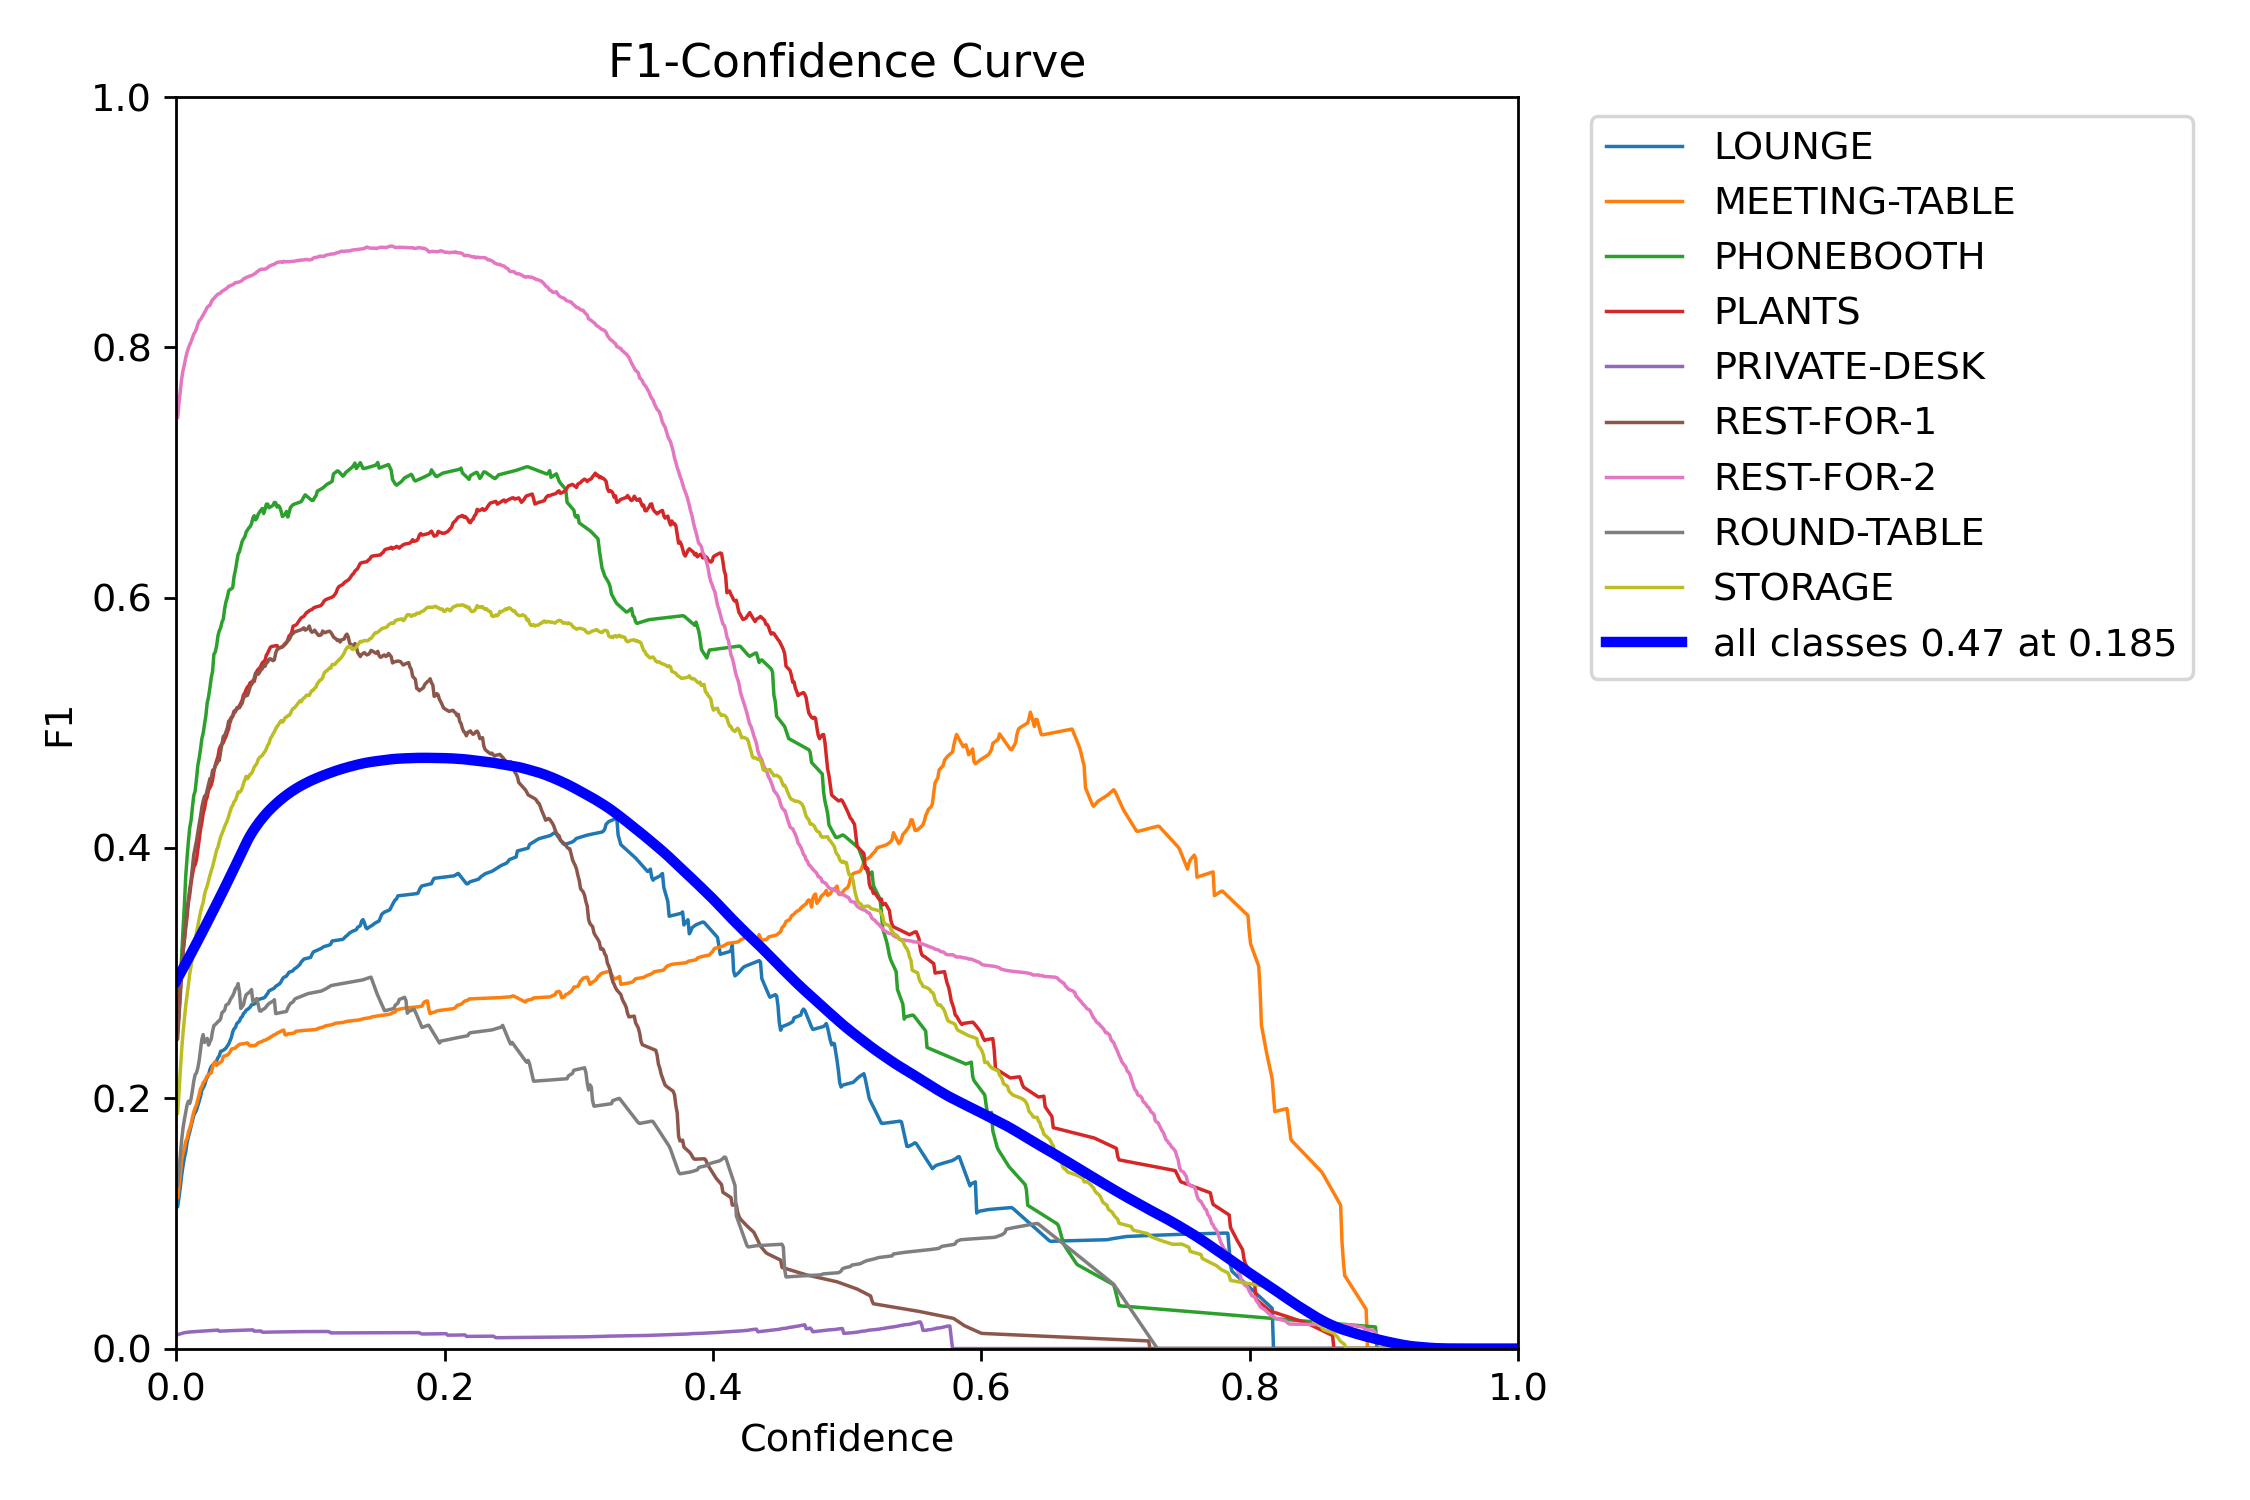 F1-Confidence Curve
1.0
0.8
0.6
0.4
0.2
0.0
F1
0.0 0.2 0.4 0.6 0.8 1.0
Confidence
LOUNGE
MEETING-TABLE
PHONEBOOTH
PLANTS
PRIVATE-DESK
REST-FOR-1
REST-FOR-2
ROUND-TABLE
STORAGE
all classes 0.47 at 0.185